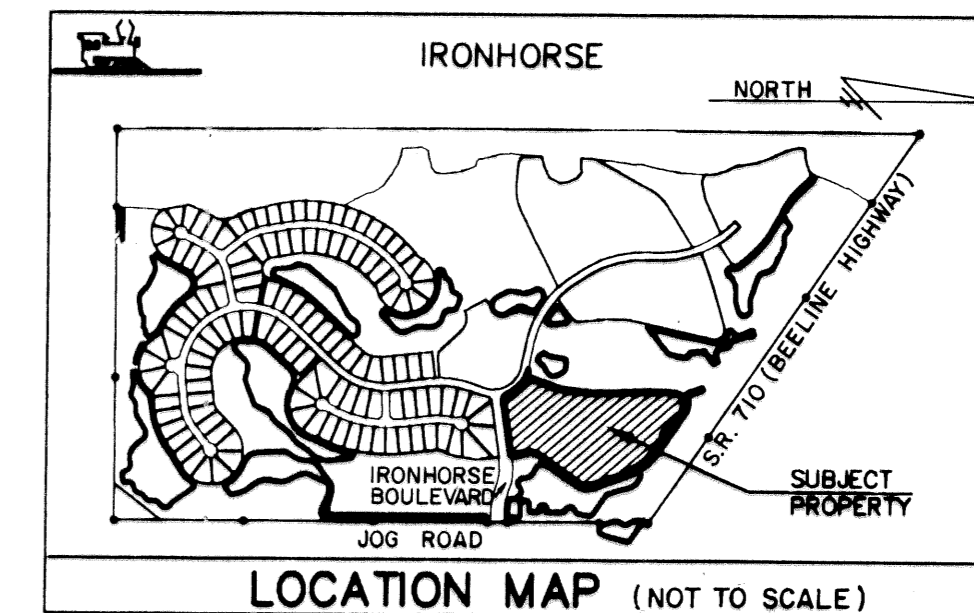 IRONHORSE
NORTH
S.R. 710 (BEELINE HIGHWAY)
IRONHORSE
BOULEVARD
SUBJECT
PROPERTY
JOG ROAD
LOCATION MAP (NOT TO SCALE)